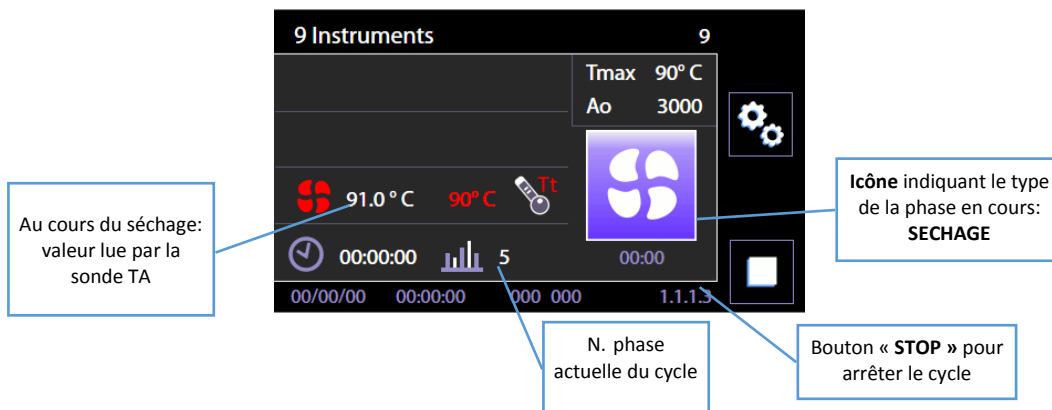 9 Instruments 9
Tmax 90° C
Ao 3000
91.0 ° C 90° C Tt
00:00:00 5 00:00
00/00/00 00:00:00 000 000 1.1.1.3
Au cours du séchage:
valeur lue par la
sonde TA
Icône indiquant le type
de la phase en cours:
SECHAGE
N. phase
actuelle du cycle
Bouton « STOP » pour
arrêter le cycle